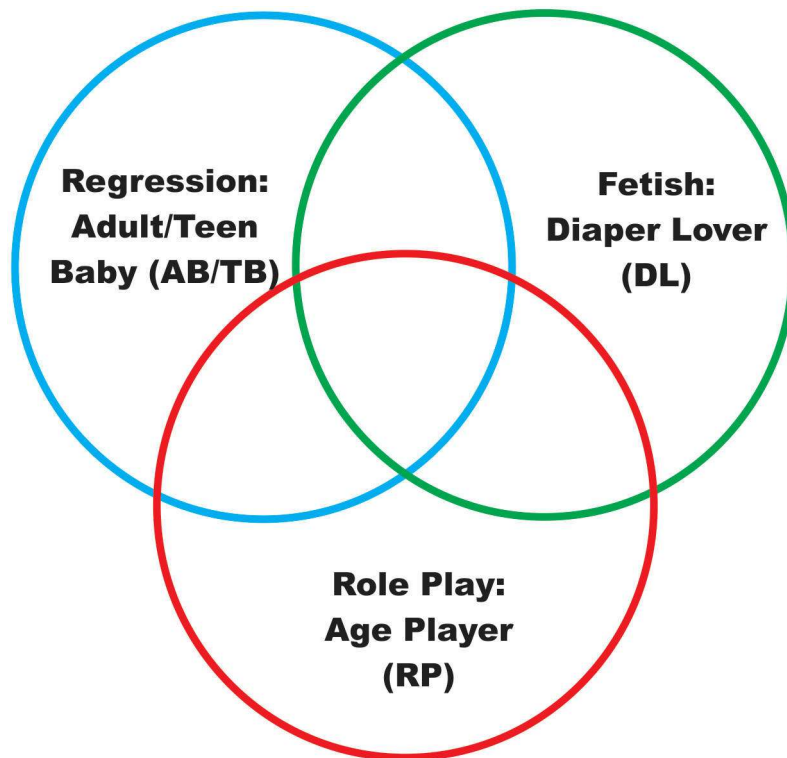 Regression:
Adult/Teen
Baby (AB/TB)
Fetish:
Diaper Lover
(DL)
Role Play:
Age Player
(RP)